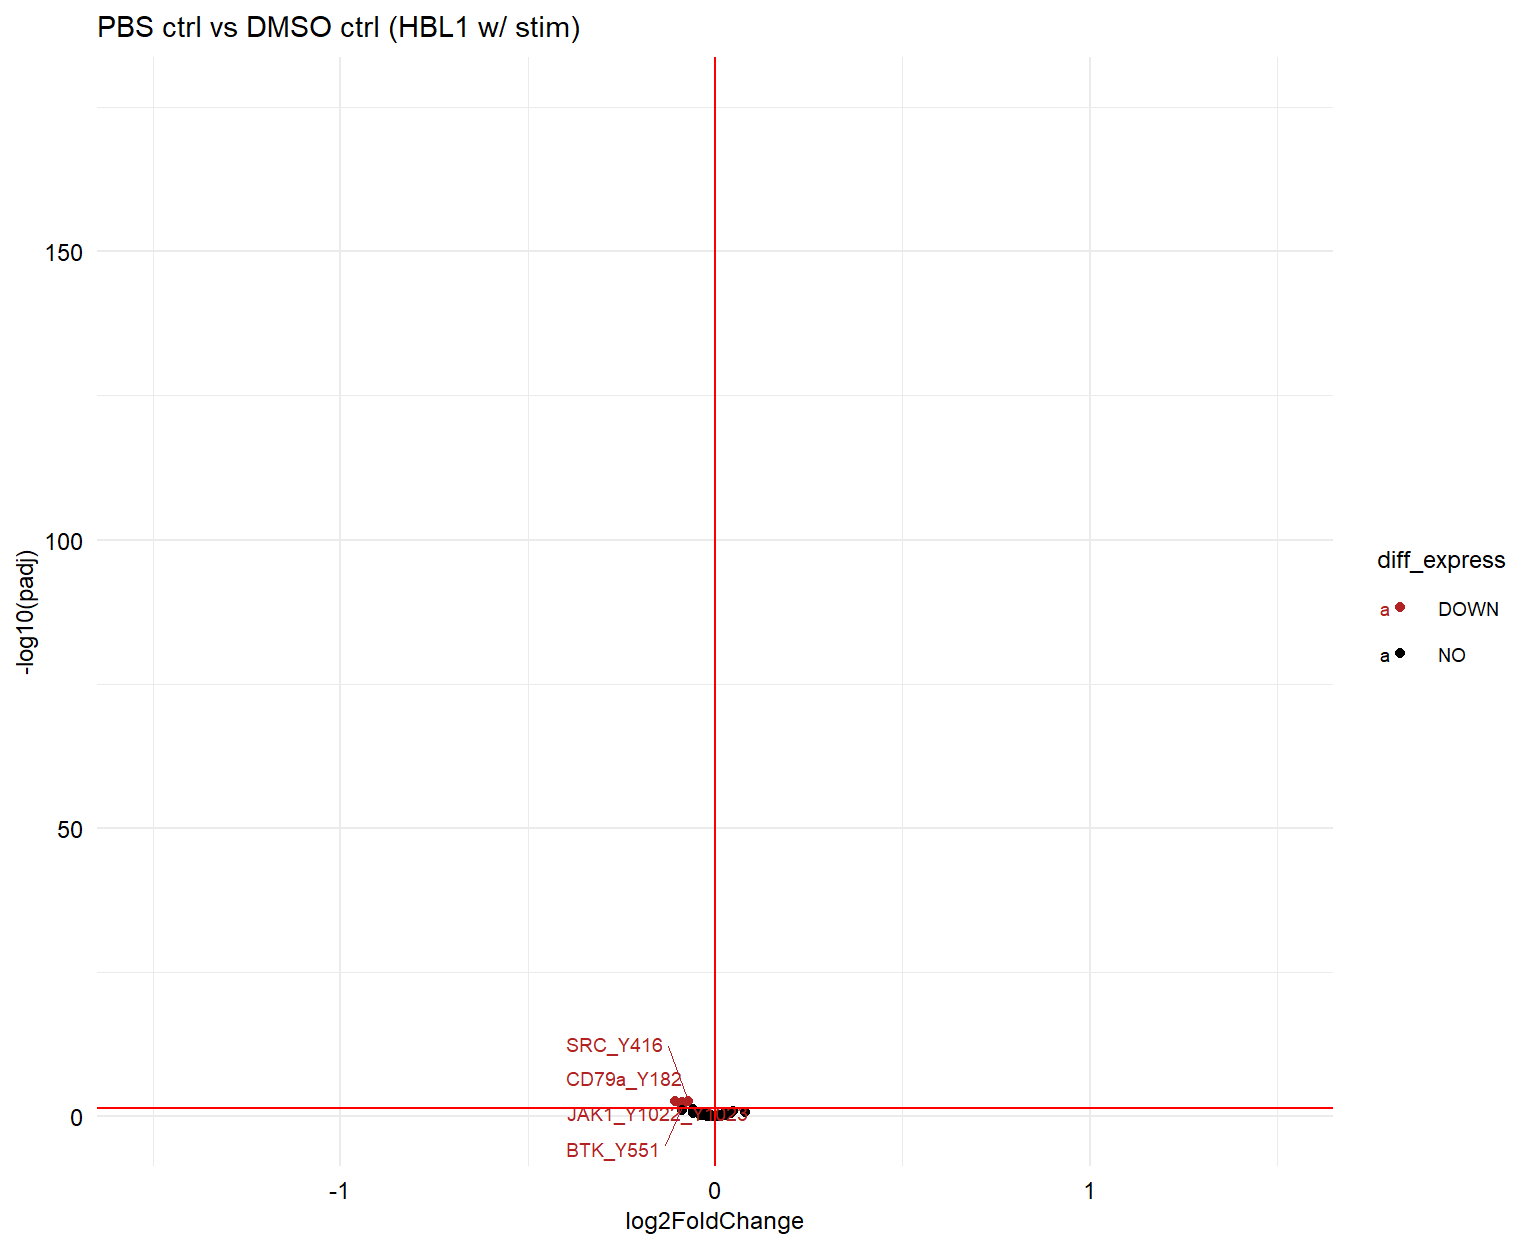 PBS ctrl vs DMSO ctrl (HBL1 w/ stim)
150
100
50
0
-log10(padj)
SRC_Y416
CD79a_Y182
JAK1_Y1022_Y1023
BTK_Y551
-1
0
1
log2FoldChange
diff_express
a DOWN
a NO